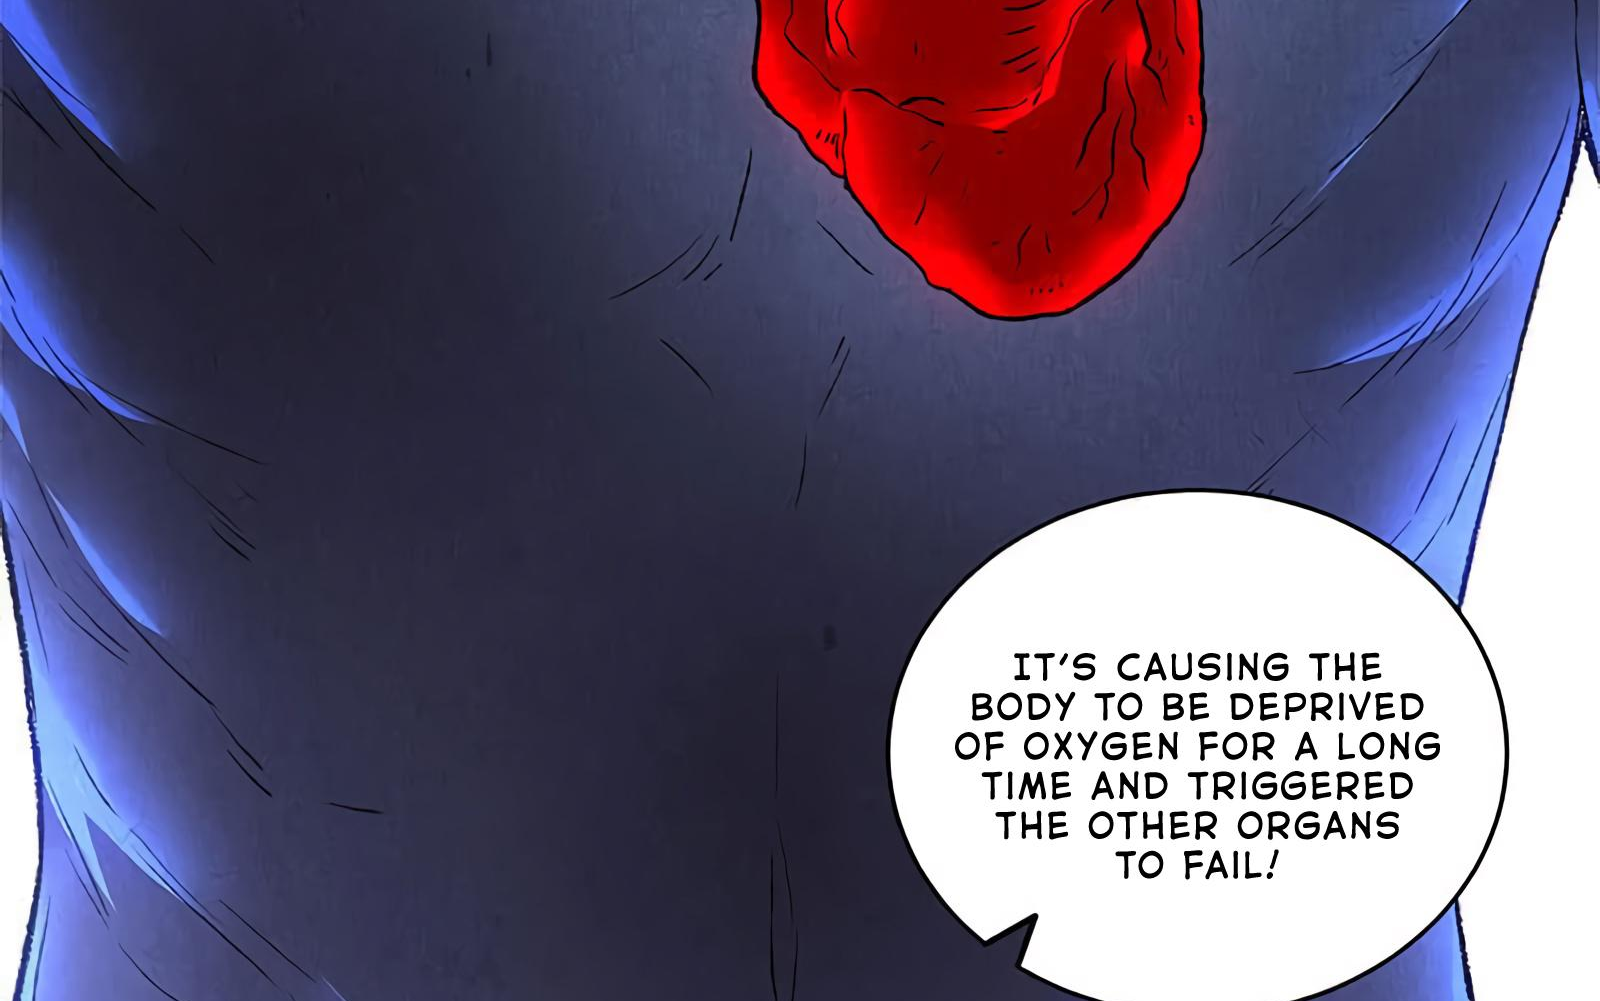 IT'S CAUSING THE
BODY TO BE DEPRIVED
OF OXYGEN FOR A LONG
TIME AND TRIGGERED
THE OTHER ORGANS
TO FAIL!